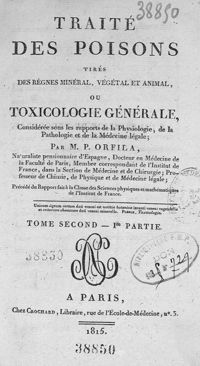 38850
TRAITÉ
DES POISONS
TIRÉS
DES RÈGNES MINÉRAL, VÉGÉTAL ET ANIMAL,
OU
TOXICOLOGIE GÉNÉRALE,
Considérée sous les rapports de la Physiologie, de la
Pathologie et de la Médecine légale;
PAR M. P. ORFILA,
Naturaliste pensionnaire d'Espagne, Docteur en Médecine de
la Faculté de Paris, Membre correspondant de l'Institut de
France, dans la Section de Médecine et de Chirurgie; Pro-
fesseur de Chimie, de Physique et de Médecine légale;
Précédé du Rapport fait à la Classe des Sciences physiques et mathématiques
de l'Institut de France.
TOME SECOND — Ire PARTIE.
38850
A PARIS,
Chez CROCHARD, Libraire, rue de l'Ecole-de-Médecine, n°. 3.
1815.
38850